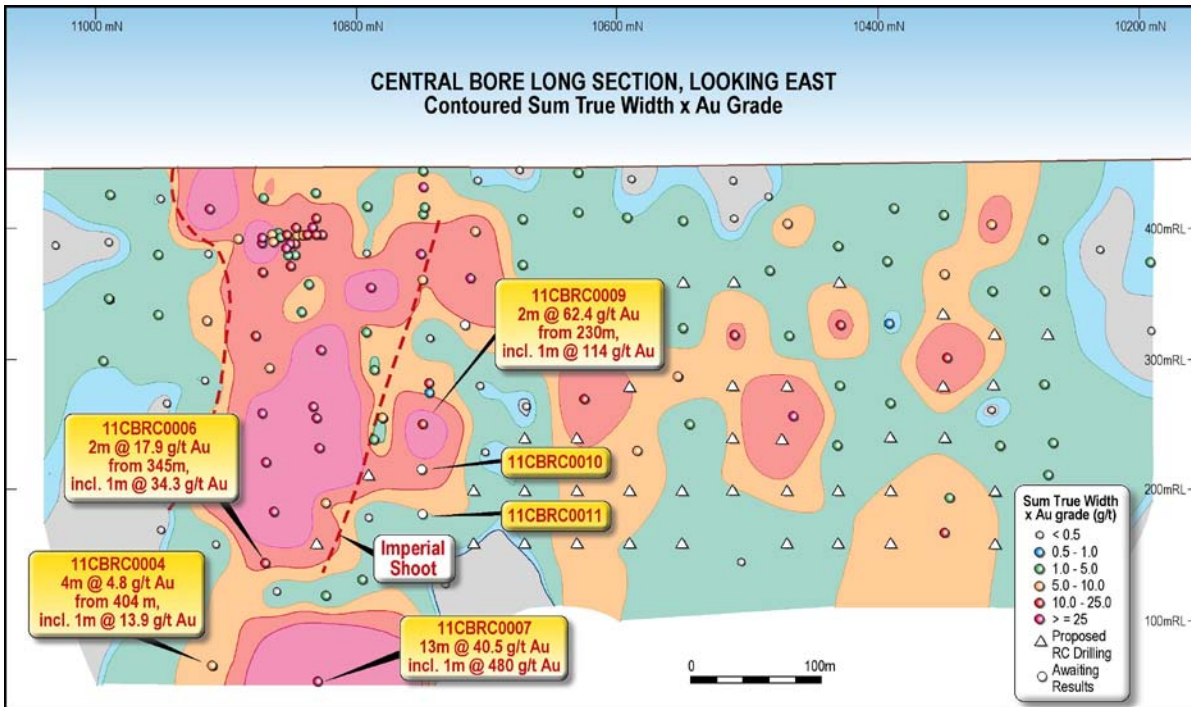 11000 mN
10800 mN
10600 mN
10400 mN
10200 mN
CENTRAL BORE LONG SECTION, LOOKING EAST
Contoured Sum True Width x Au Grade
400mRL
300mRL
200mRL
100mRL
11CBRC0009
2m @ 62.4 g/t Au
from 230m,
incl. 1m @ 114 g/t Au
11CBRC0006
2m @ 17.9 g/t Au
from 345m,
incl. 1m @ 34.3 g/t Au
11CBRC0010
11CBRC0011
Imperial
Shoot
11CBRC0004
4m @ 4.8 g/t Au
from 404 m,
incl. 1m @ 13.9 g/t Au
11CBRC0007
13m @ 40.5 g/t Au
incl. 1m @ 480 g/t Au
0
100m
Sum True Width
x Au grade (g/t)
< 0.5
0.5 - 1.0
1.0 - 5.0
5.0 - 10.0
10.0 - 25.0
> = 25
Proposed
RC Drilling
Awaiting
Results